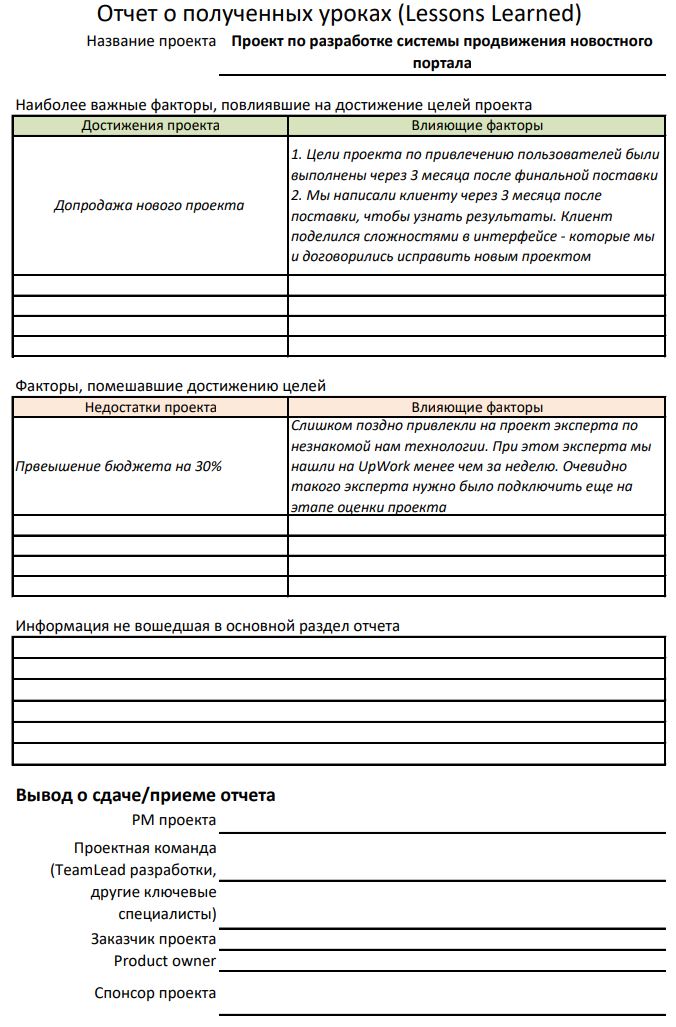 Отчет о полученных уроках (Lessons Learned)
Название проекта Проект по разработке системы продвижения новостного
портала
Наиболее важные факторы, повлиявшие на достижение целей проекта
Достижения проекта Влияющие факторы
Допродажа нового проекта
1. Цели проекта по привлечению пользователей были
выполнены через 3 месяца после финальной поставки
2. Мы написали клиенту через 3 месяца после
поставки, чтобы узнать результаты. Клиент
поделился сложностями в интерфейсе - которые мы
и договорились исправить новым проектом
Факторы, помешавшие достижению целей
Недостатки проекта Влияющие факторы
Првеышение бюджета на 30%
Слишком поздно привлекли на проект эксперта по
незнакомой нам технологии. При этом эксперта мы
нашли на UpWork менее чем за неделю. Очевидно
такого эксперта нужно было подключить еще на
этапе оценки проекта
Информация не вошедшая в основной раздел отчета
Вывод о сдаче/приеме отчета
РМ проекта
Проектная команда
(TeamLead разработки,
другие ключевые
специалисты)
Заказчик проекта
Product owner
Спонсор проекта